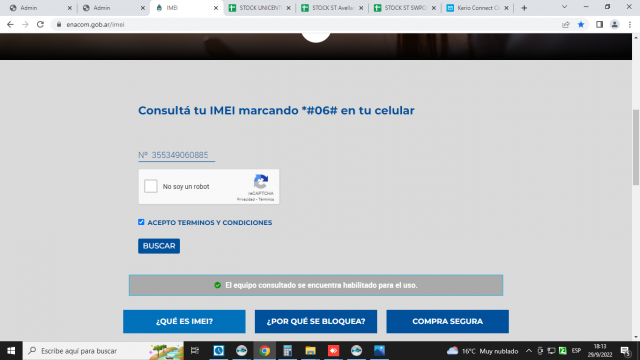 Admin
Admin
IMEI
STOCK UNICENT
STOCK ST Avella
STOCK ST SWPO
Kerio Connect C
enacom.gob.ar/imei
Consultá tu IMEI marcando *#06# en tu celular
Nº 355349060885
No soy un robot
reCAPTCHA
Privacidad - Términos
ACEPTO TERMINOS Y CONDICIONES
BUSCAR
El equipo consultado se encuentra habilitado para el uso.
¿QUÉ ES IMEI?
¿POR QUÉ SE BLOQUEA?
COMPRA SEGURA
Escribe aquí para buscar
16°C Muy nublado
ESP
18:13
29/9/2022